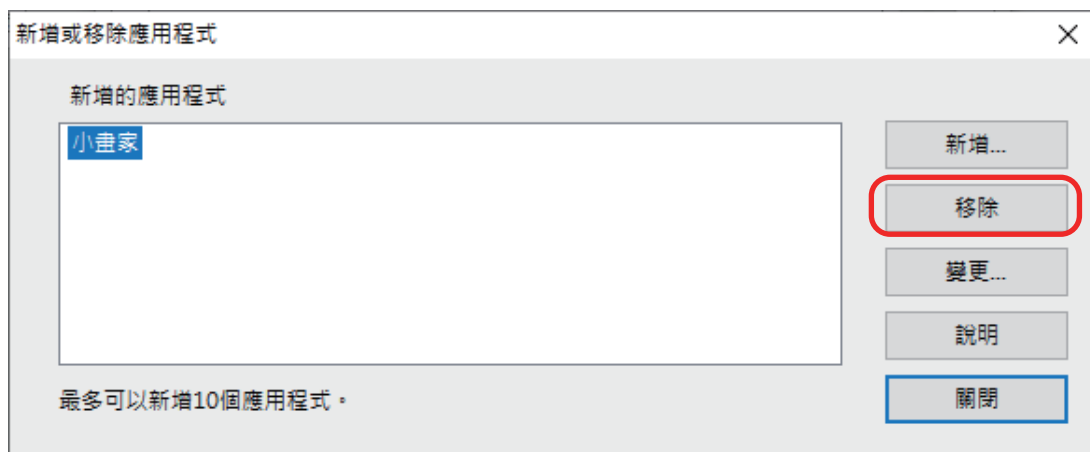 新增或移除應用程式
新增的應用程式
小畫家
新增...
移除
變更...
說明
最多可以新增10個應用程式。
關閉